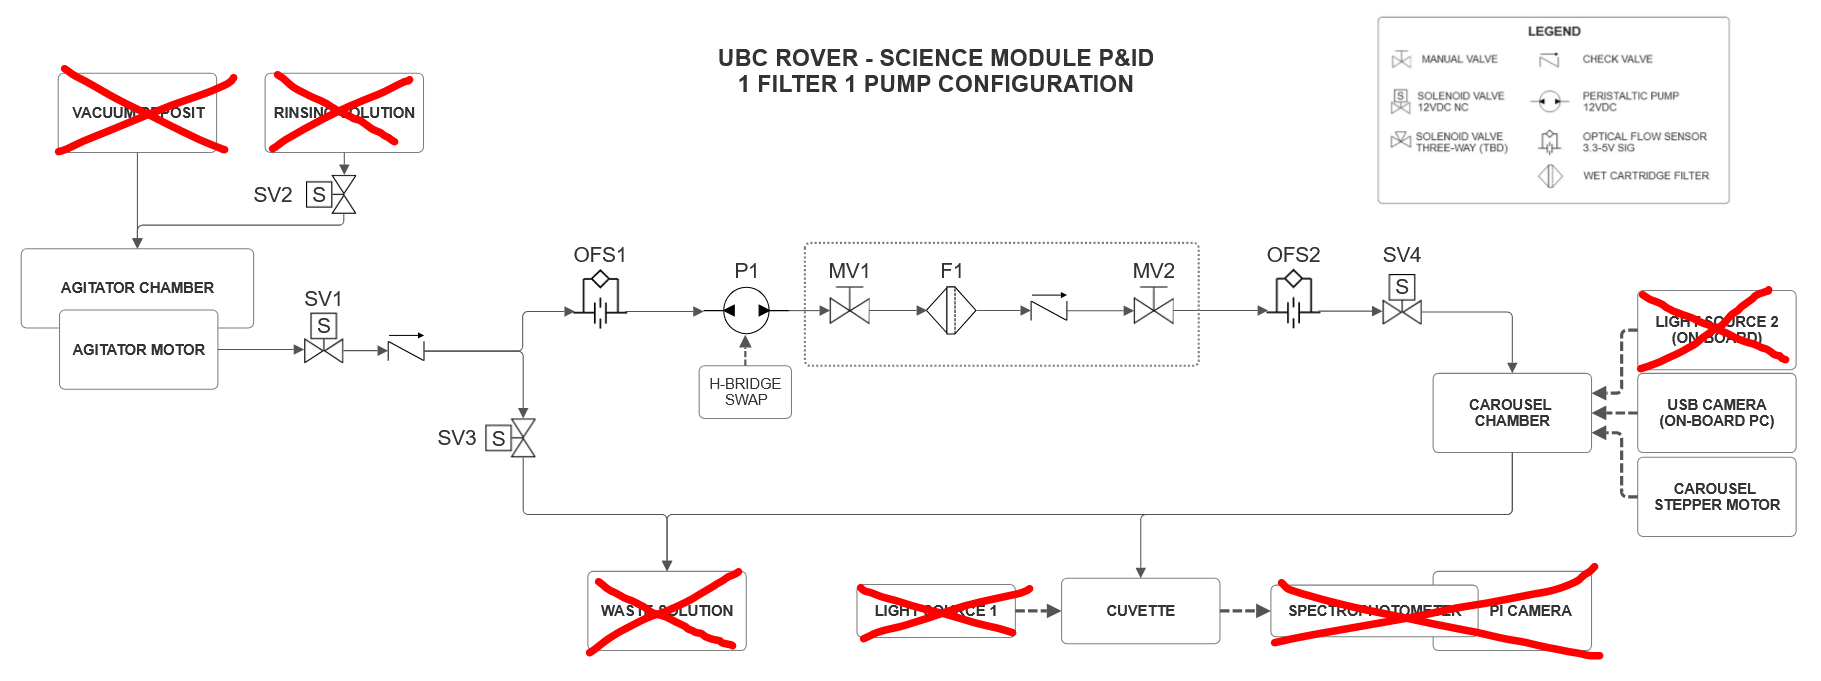 UBC ROVER - SCIENCE MODULE P&ID
1 FILTER 1 PUMP CONFIGURATION
LEGEND
MANUAL VALVE
CHECK VALVE
S
SOLENOID VALVE
12VDC NC
PERISTALTIC PUMP
12VDC
SOLENOID VALVE
THREE-WAY (TBD)
OPTICAL FLOW SENSOR
3.3-5V SIG
WET CARTRIDGE FILTER
VACUUM DEPOSIT
RINSING SOLUTION
SV2
S
AGITATOR CHAMBER
AGITATOR MOTOR
SV1
S
OFS1
P1
H-BRIDGE
SWAP
MV1
F1
MV2
OFS2
SV4
S
LIGHT SOURCE 2
(ON-BOARD)
CAROUSEL
CHAMBER
USB CAMERA
(ON-BOARD PC)
CAROUSEL
STEPPER MOTOR
SV3
S
WASTE SOLUTION
LIGHT SOURCE 1
CUVETTE
SPECTROPHOTOMETER
PI CAMERA